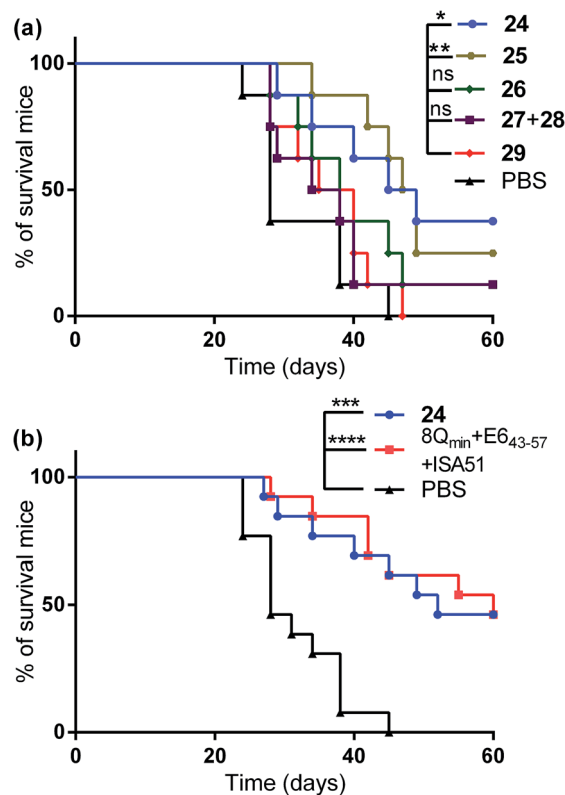 (a)
* 24
** 25
ns 26
ns 27+28
29
PBS
% of survival mice
100
50
0
0 20 40 60
Time (days)
(b)
*** 24
**** 8Qmin+E643-57
+ISA51
PBS
% of survival mice
100
50
0
0 20 40 60
Time (days)